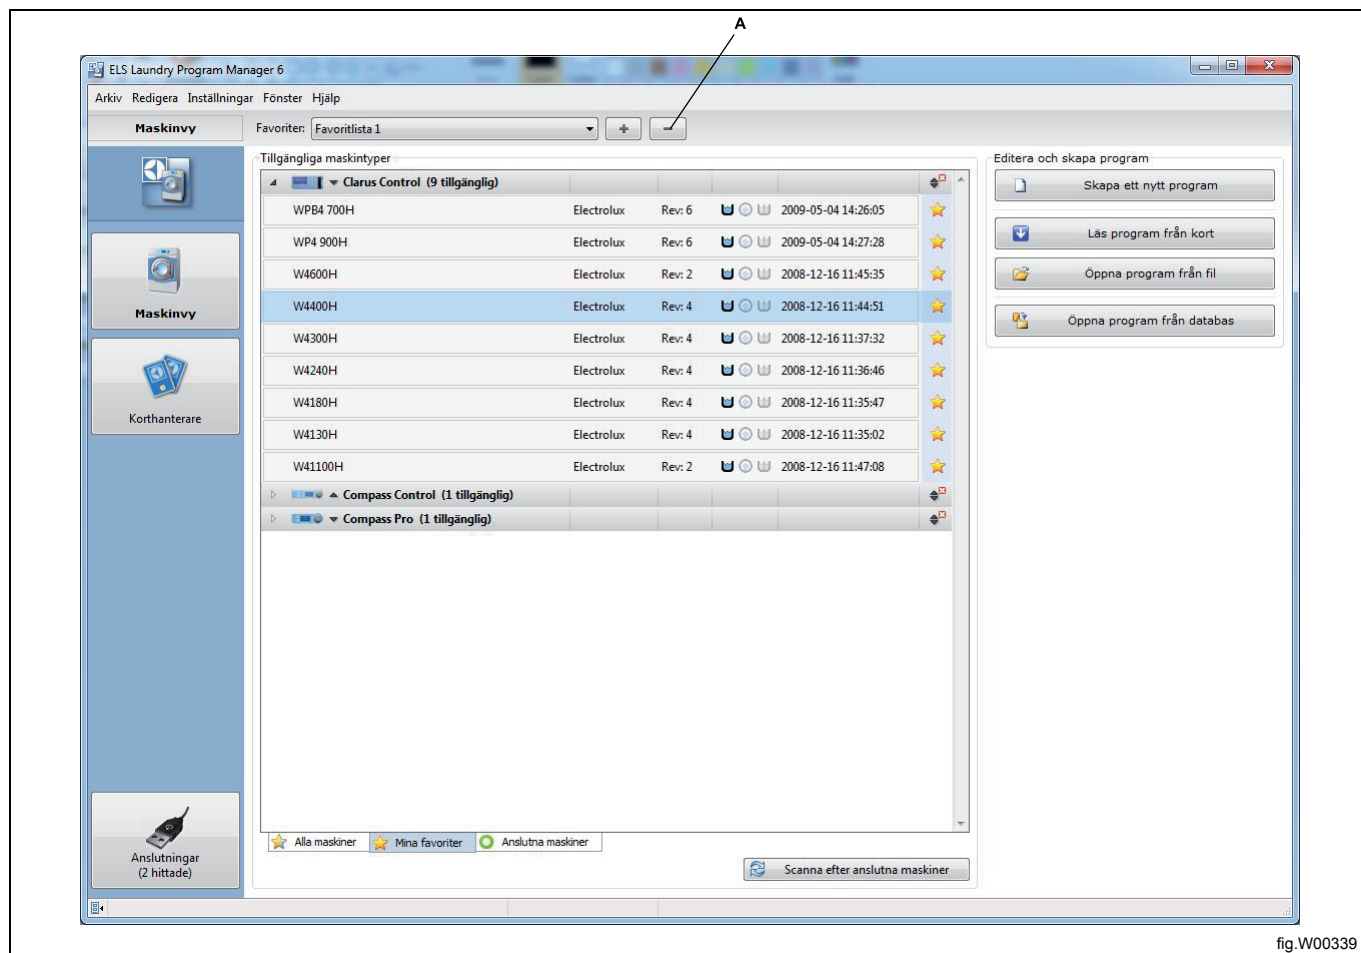 A
ELS Laundry Program Manager 6
Arkiv Redigera Inställningar Fönster Hjälp
Maskinvy
Favoriter: Favoritlista 1
Tillgängliga maskintyper
Clarus Control (9 tillgänglig)
WPB4 700H Electrolux Rev: 6 2009-05-04 14:26:05
WP4 900H Electrolux Rev: 6 2009-05-04 14:27:28
W4600H Electrolux Rev: 2 2008-12-16 11:45:35
W4400H Electrolux Rev: 4 2008-12-16 11:44:51
W4300H Electrolux Rev: 4 2008-12-16 11:37:32
W4240H Electrolux Rev: 4 2008-12-16 11:36:46
W4180H Electrolux Rev: 4 2008-12-16 11:35:47
W4130H Electrolux Rev: 4 2008-12-16 11:35:02
W41100H Electrolux Rev: 2 2008-12-16 11:47:08
Compass Control (1 tillgänglig)
Compass Pro (1 tillgänglig)
Editera och skapa program
Skapa ett nytt program
Läs program från kort
Öppna program från fil
Öppna program från databas
Maskinvy
Korthanterare
Anslutningar
(2 hittade)
Alla maskiner Mina favoriter Anslutna maskiner
Scanna efter anslutna maskiner
fig.W00339